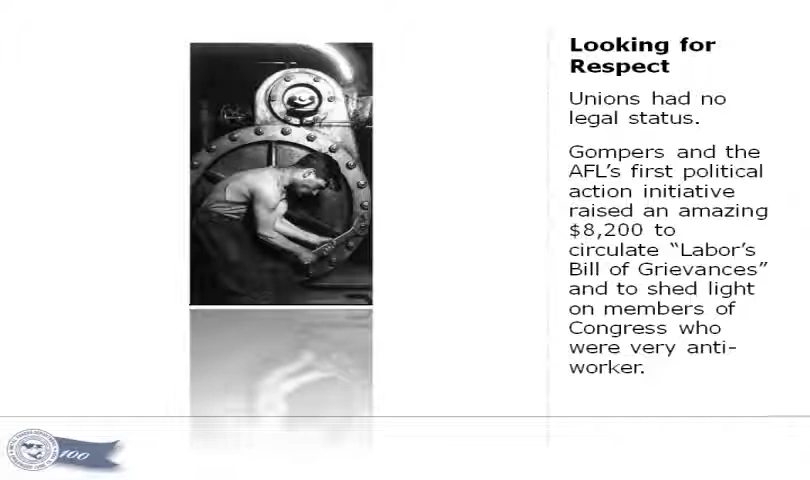 Looking for
Respect
Unions had no
legal status.
Gompers and the
AFL’s first political
action initiative
raised an amazing
$8,200 to
circulate “Labor’s
Bill of Grievances”
and to shed light
on members of
Congress who
were very anti-
worker.
100